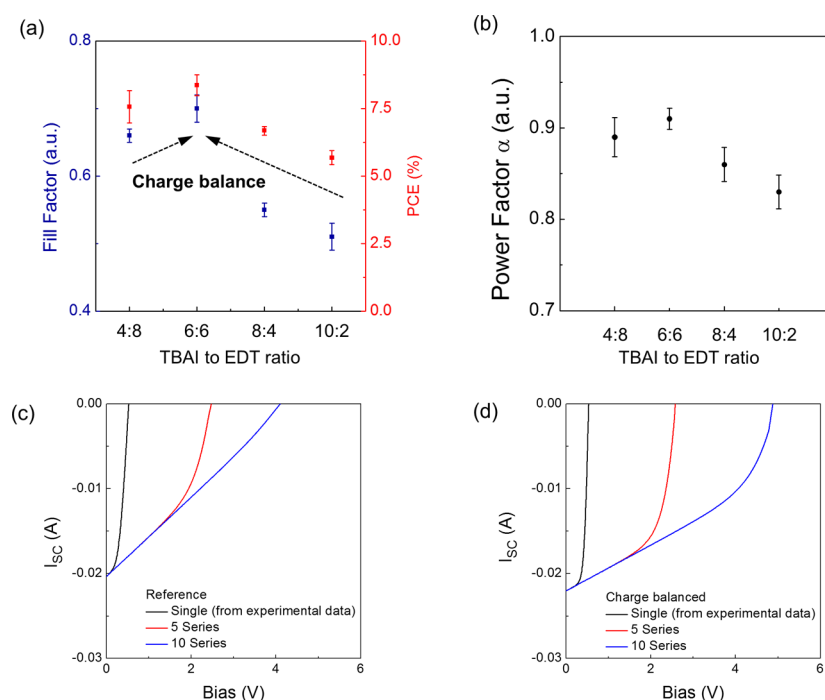 (a)
0.8
10.0
Fill Factor (a.u.)
0.6
0.4
7.5
5.0
2.5
0.0
PCE (%)
Charge balance
4:8 6:6 8:4 10:2
TBAI to EDT ratio
(b)
1.0
0.9
0.8
0.7
Power Factor α (a.u.)
4:8 6:6 8:4 10:2
TBAI to EDT ratio
(c)
0.00
-0.01
-0.02
-0.03
ISC (A)
Reference
Single (from experimental data)
5 Series
10 Series
0 2 4 6
Bias (V)
(d)
0.00
-0.01
-0.02
-0.03
ISC (A)
Charge balanced
Single (from experimental data)
5 Series
10 Series
0 2 4 6
Bias (V)